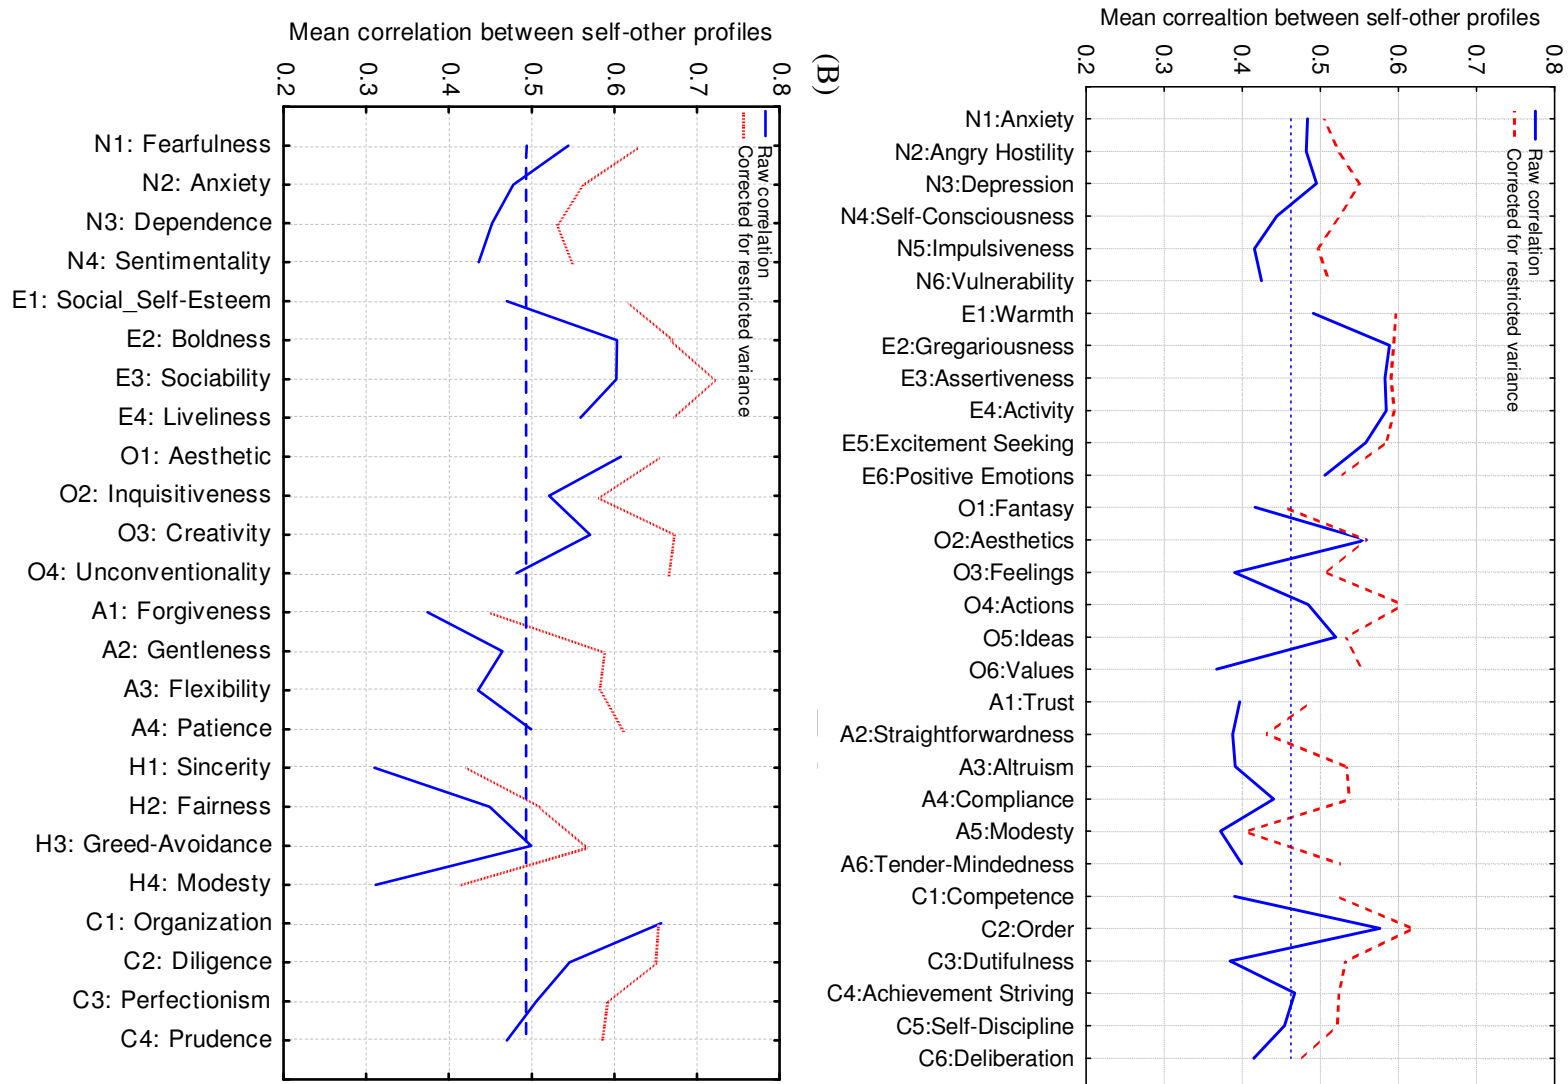 Mean correlation between self-other profiles
0.2
0.3
0.4
0.5
0.6
0.7
0.8
Raw correlation
Corrected for restricted variance
N1: Fearfulness
N2: Anxiety
N3: Dependence
N4: Sentimentality
E1: Social_Self-Esteem
E2: Boldness
E3: Sociability
E4: Liveliness
O1: Aesthetic
O2: Inquisitiveness
O3: Creativity
O4: Unconventionality
A1: Forgiveness
A2: Gentleness
A3: Flexibility
A4: Patience
H1: Sincerity
H2: Fairness
H3: Greed-Avoidance
H4: Modesty
C1: Organization
C2: Diligence
C3: Perfectionism
C4: Prudence
(B)
Mean correaltion between self-other profiles
0.2
0.3
0.4
0.5
0.6
0.7
0.8
Raw correlation
Corrected for restricted variance
N1:Anxiety
N2:Angry Hostility
N3:Depression
N4:Self-Consciousness
N5:Impulsiveness
N6:Vulnerability
E1:Warmth
E2:Gregariousness
E3:Assertiveness
E4:Activity
E5:Excitement Seeking
E6:Positive Emotions
O1:Fantasy
O2:Aesthetics
O3:Feelings
O4:Actions
O5:Ideas
O6:Values
A1:Trust
A2:Straightforwardness
A3:Altruism
A4:Compliance
A5:Modesty
A6:Tender-Mindedness
C1:Competence
C2:Order
C3:Dutifulness
C4:Achievement Striving
C5:Self-Discipline
C6:Deliberation